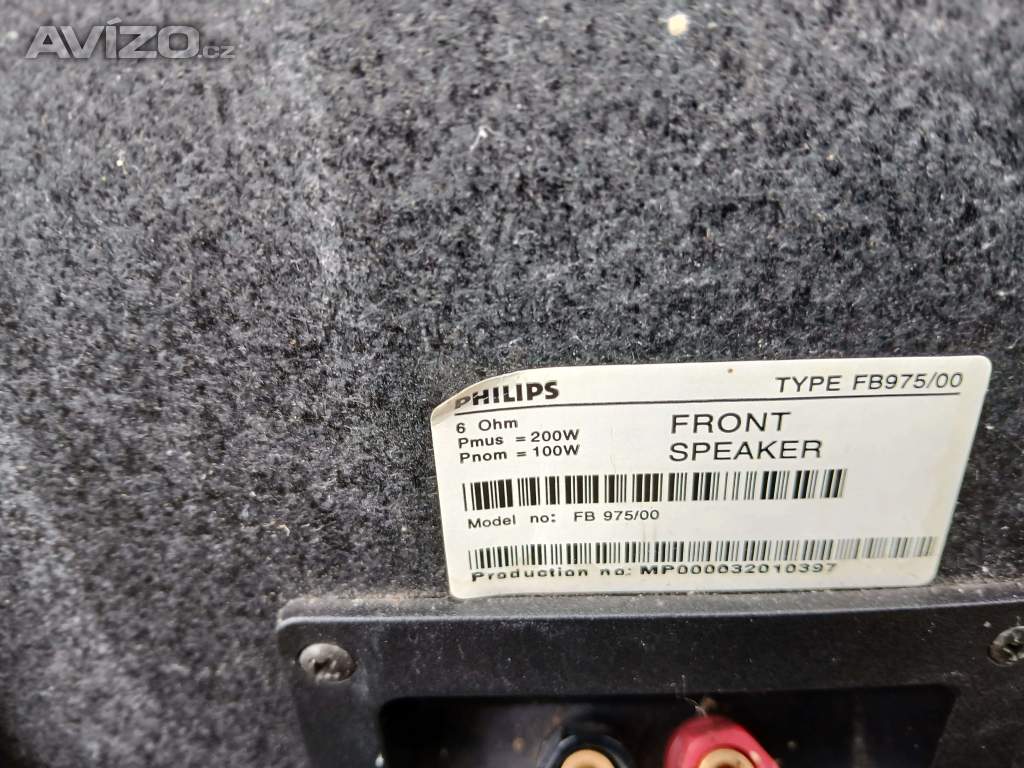 AVÍZO.cz
PHILIPS
TYPE FB975/00
6 Ohm
Pmus = 200W
Pnom = 100W
FRONT
SPEAKER
Model no: FB 975/00
Production no: MP000032010397